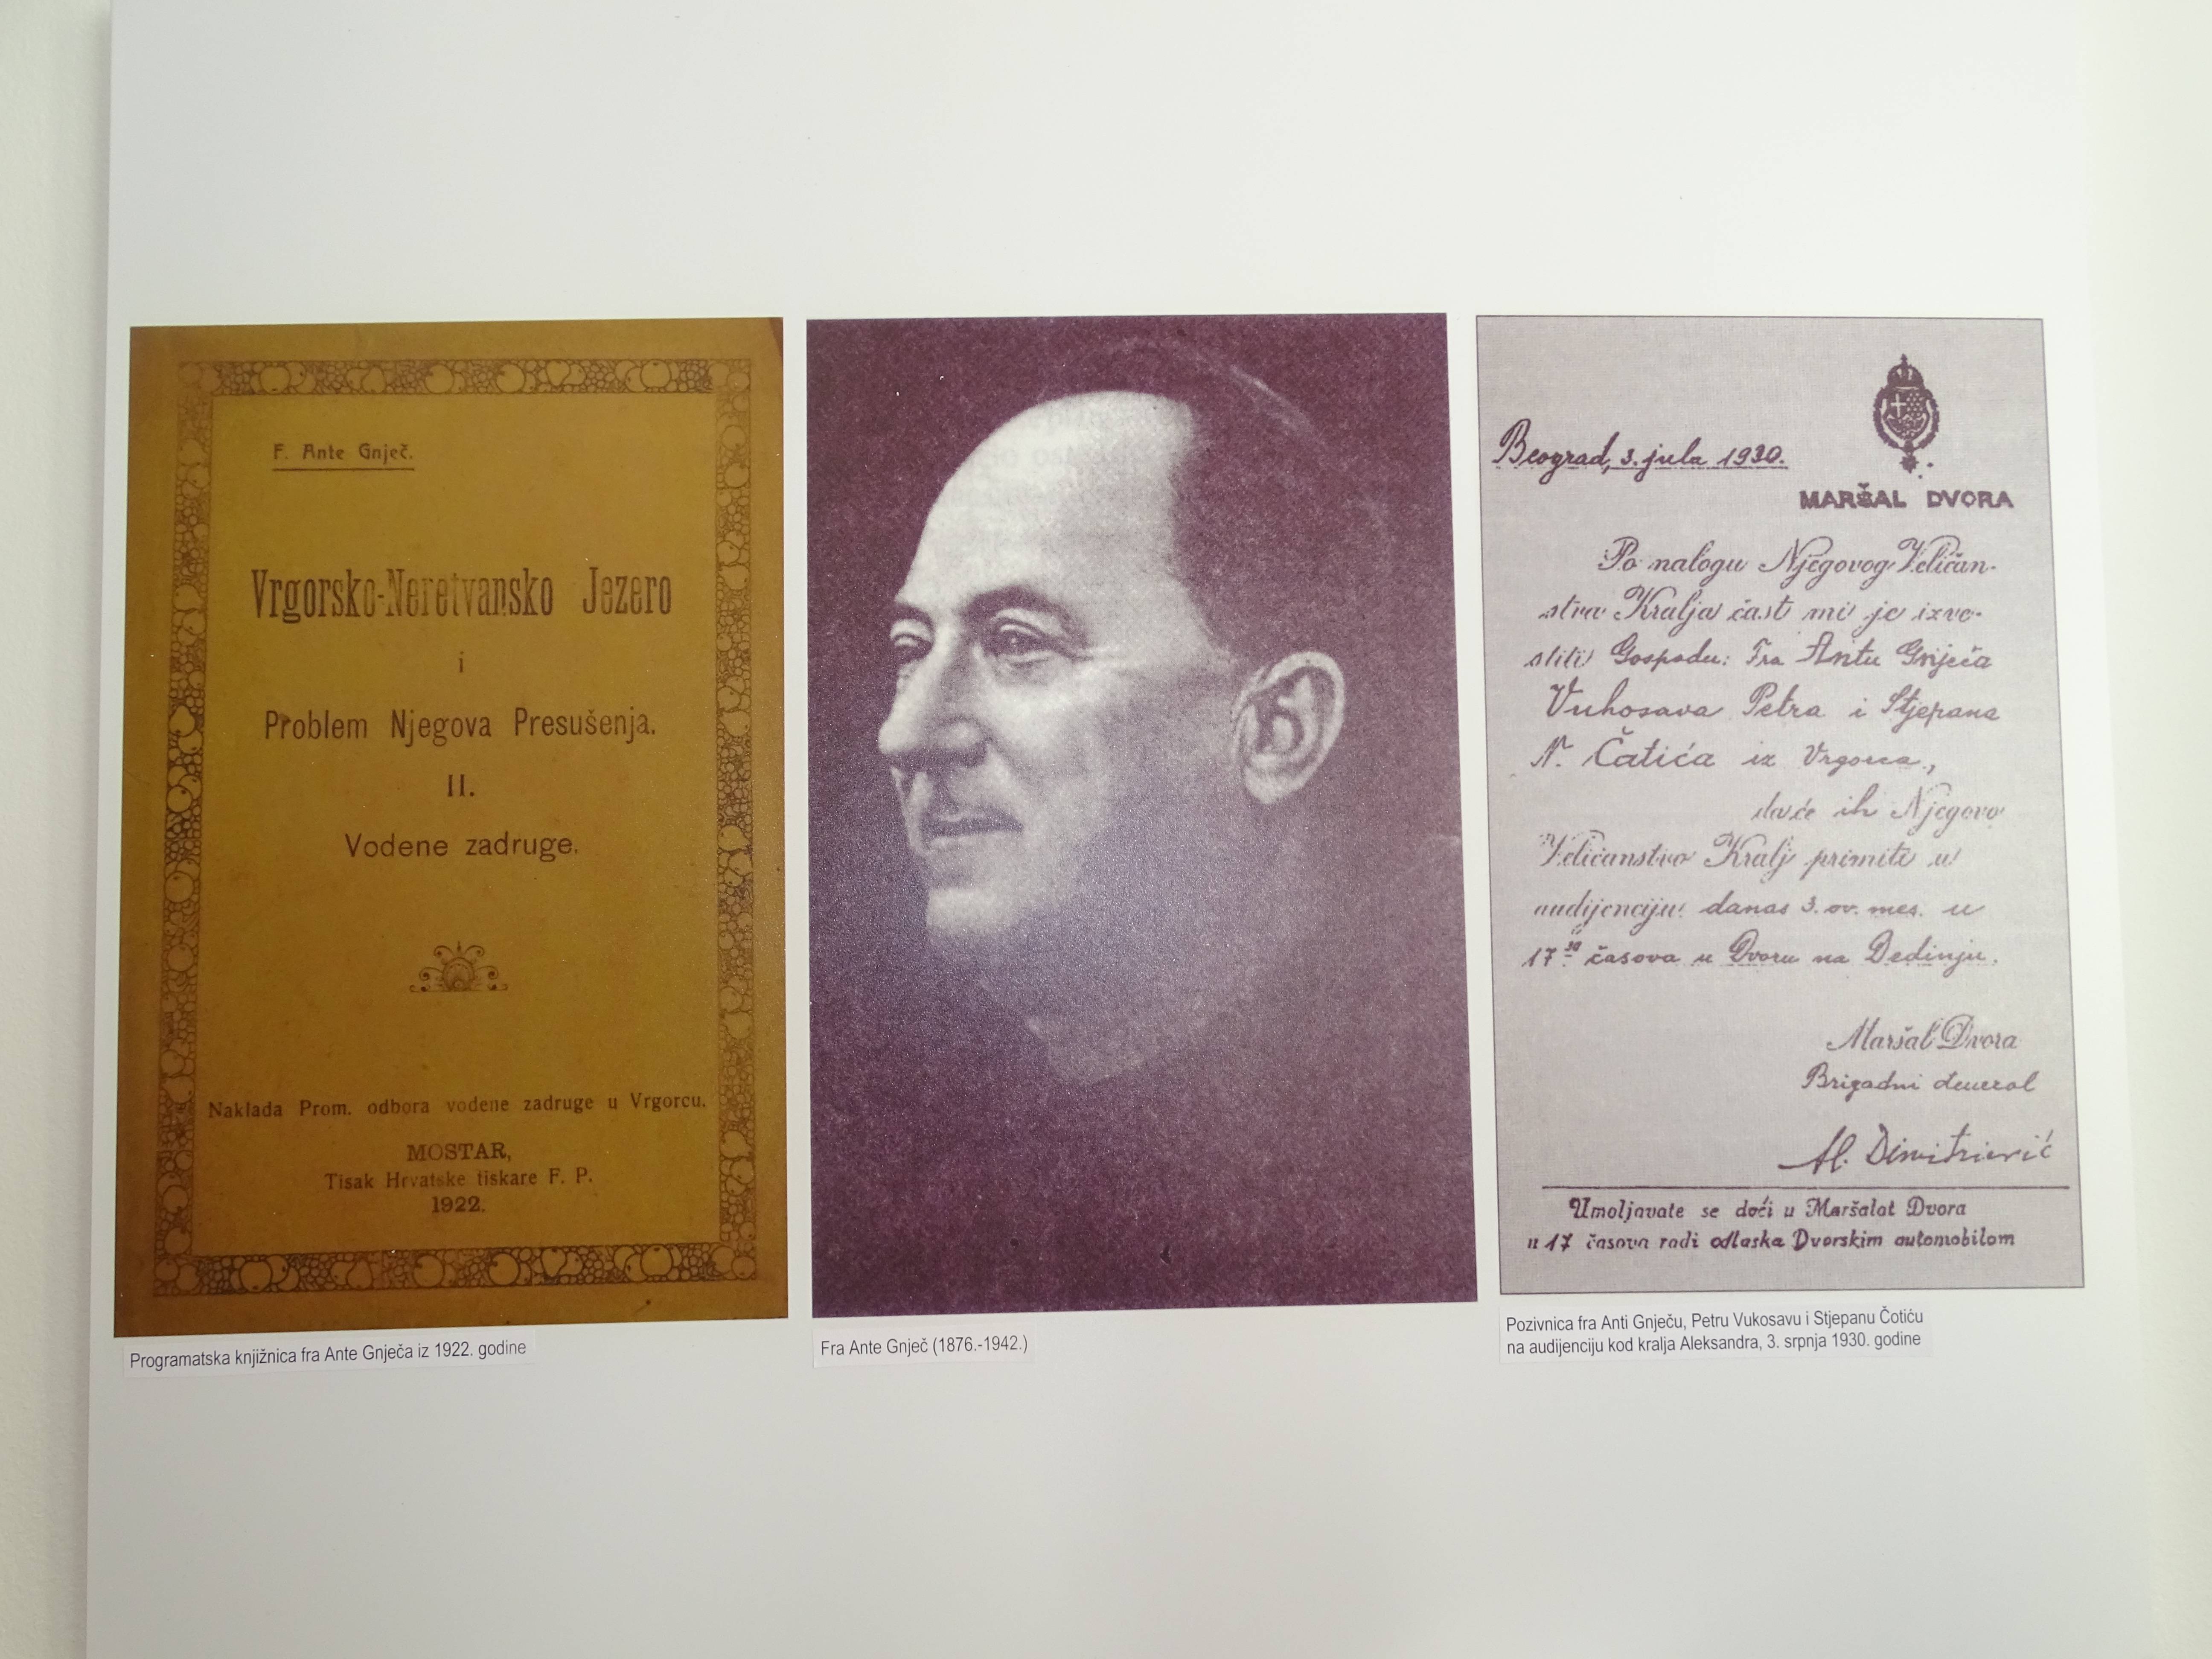 F. Ante Gnječ.
Vrgorsko-Neretvansko Jezero
i
Problem Njegova Presušenja.
II.
Vodene zadruge.
Naklada Prom. odbora vodene zadruge u Vrgorcu.
MOSTAR,
Tisak Hrvatske tiskare F. P.
1922.
Programatska knjižnica fra Ante Gnječa iz 1922. godine
Fra Ante Gnječ (1876.-1942.)
Beograd, 3. jula 1930.
MARŠAL DVORA
Po nalogu Njegovog Veličan-
stva Kralja čast mi je izve-
stiti Gospodu: Fra Antu Gnječa
Vukosava Petra i Stjepana
N. Čatića iz Vrgorca,
da će ih Njegovo
Veličanstvo Kralj primiti u
audijenciju danas 3. ov. mes. u
17 30 časova u Dvoru na Dedinju.
Maršal Dvora
Brigadni đeneral
Al. Dimitriević
Umoljavate se doći u Maršalat Dvora
u 17 časova radi odlaska Dvorskim automobilom
Pozivnica fra Anti Gnječu, Petru Vukosavu i Stjepanu Čotiću
na audijenciju kod kralja Aleksandra, 3. srpnja 1930. godine